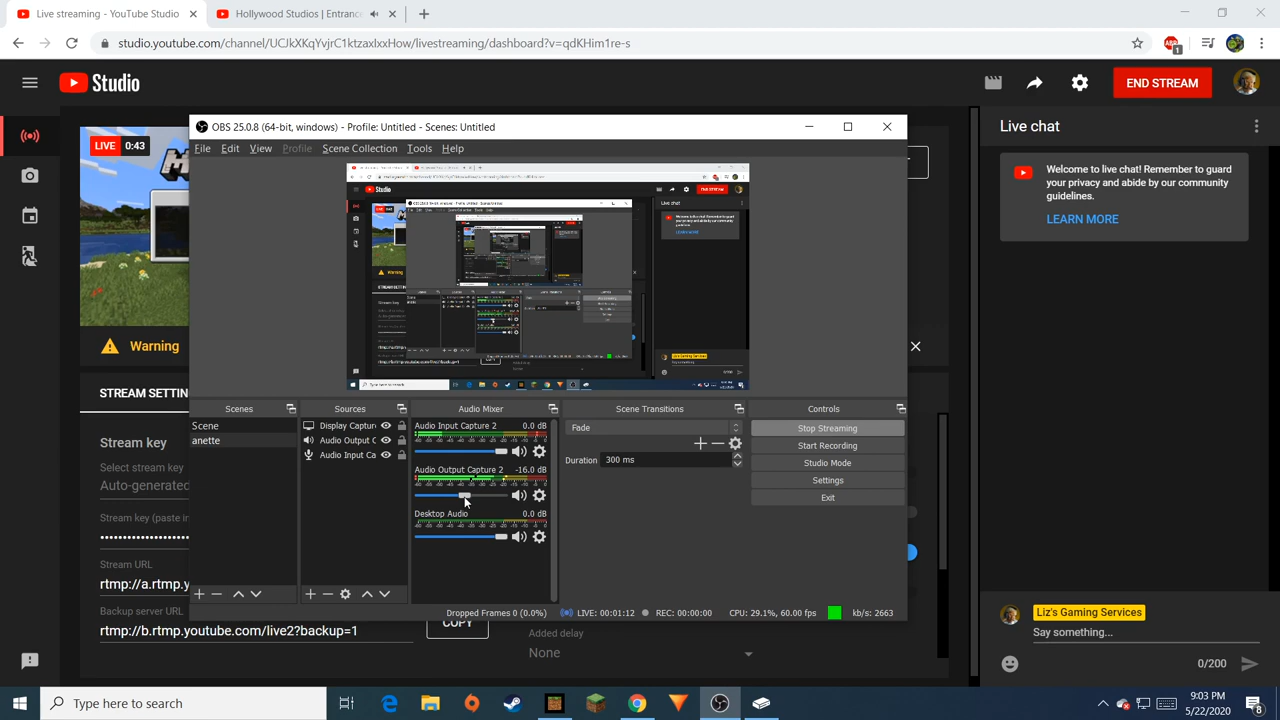 Live streaming - YouTube Studio
Hollywood Studios | Entranc
studio.youtube.com/channel/UCJkXKqYvjrC1ktzaxIxxHow/livestreaming/dashboard?v=qdKHim1re-s
ABP
1
Studio
END STREAM
LIVE 0:43
OBS 25.0.8 (64-bit, windows) - Profile: Untitled - Scenes: Untitled
Live chat
File Edit View Profile Scene Collection Tools Help
Welcome to live chat! Remember to guard
your privacy and abide by our community
guidelines.
LEARN MORE
Warning
STREAM SETTIN
Scenes
Sources
Audio Mixer
Scene Transitions
Controls
Scene
anette
Display Capture
Audio Output C
Audio Input Ca
Audio Input Capture 2 0.0 dB
Audio Output Capture 2 -16.0 dB
Desktop Audio 0.0 dB
Fade
Duration 300 ms
Stop Streaming
Start Recording
Studio Mode
Settings
Exit
Stream key
Select stream key
Auto-generated
Stream key (paste in
Stream URL
rtmp://a.rtmp.y
Backup server URL
rtmp://b.rtmp.youtube.com/live2?backup=1
COPY
Dropped Frames 0 (0.0%)
LIVE: 00:01:12
REC: 00:00:00
CPU: 29.1%, 60.00 fps
kb/s: 2663
Added delay
None
Liz's Gaming Services
Say something...
0/200
Type here to search
9:03 PM
5/22/2020
8